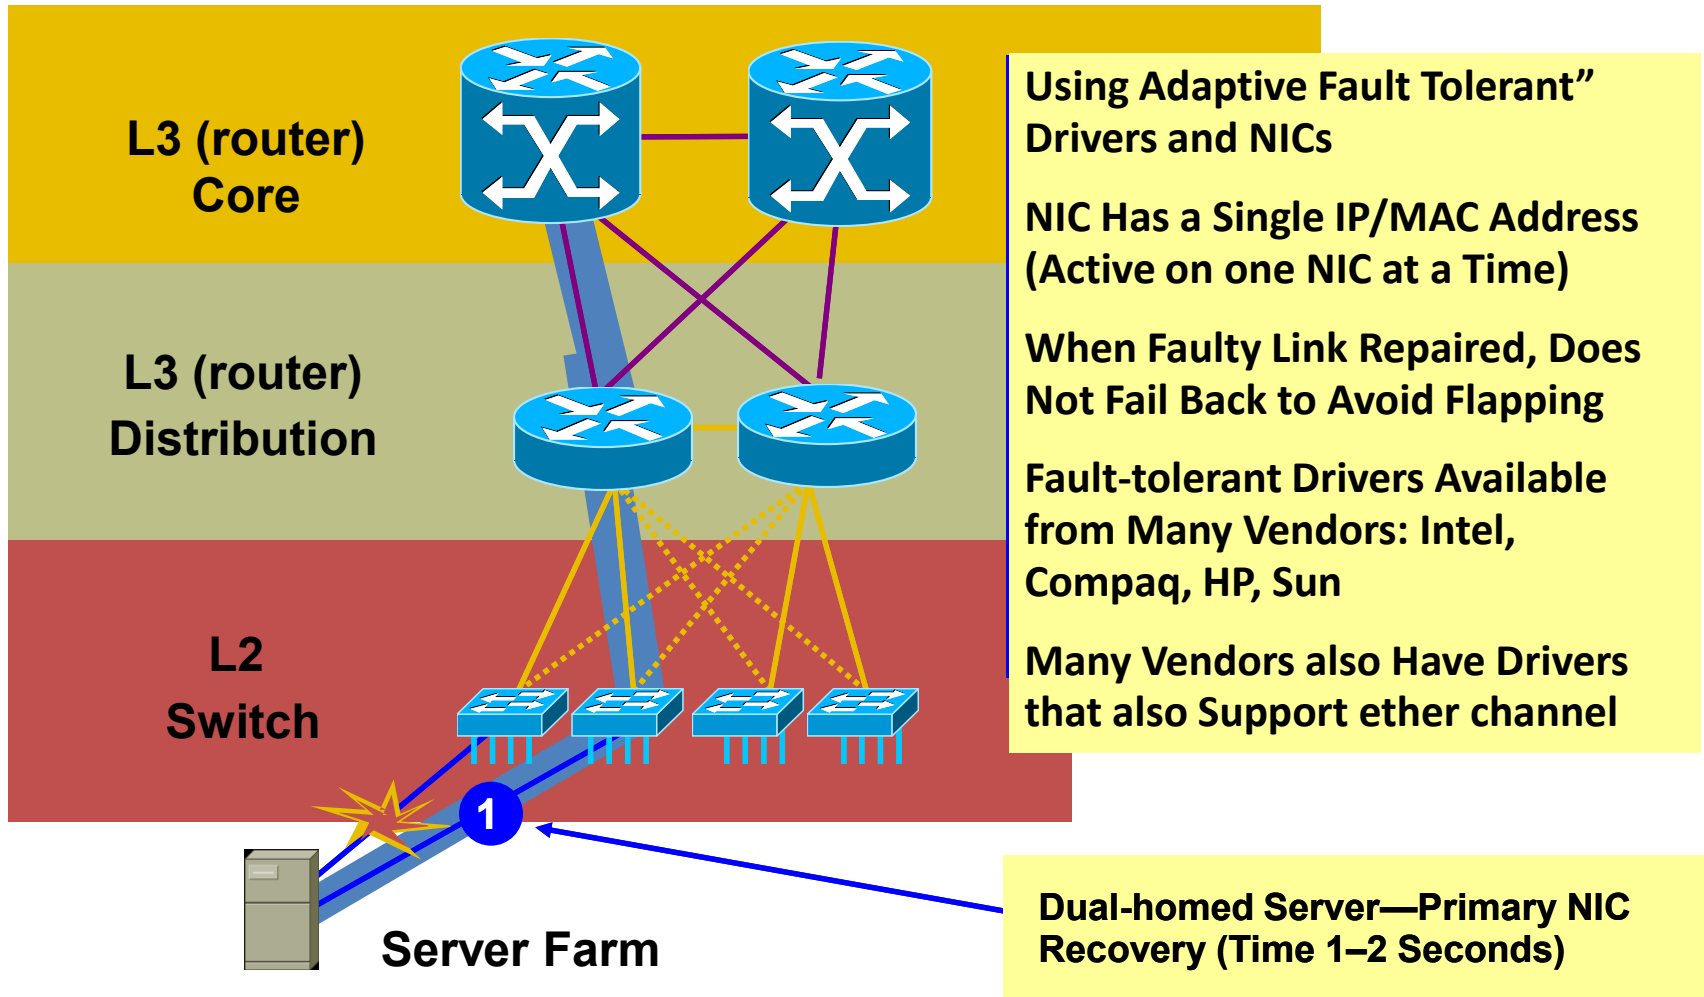 L3 (router)
Core
L3 (router)
Distribution
L2
Switch
1
Server Farm
Using Adaptive Fault Tolerant”
Drivers and NICs
NIC Has a Single IP/MAC Address
(Active on one NIC at a Time)
When Faulty Link Repaired, Does
Not Fail Back to Avoid Flapping
Fault-tolerant Drivers Available
from Many Vendors: Intel,
Compaq, HP, Sun
Many Vendors also Have Drivers
that also Support ether channel
Dual-homed Server—Primary NIC
Recovery (Time 1–2 Seconds)